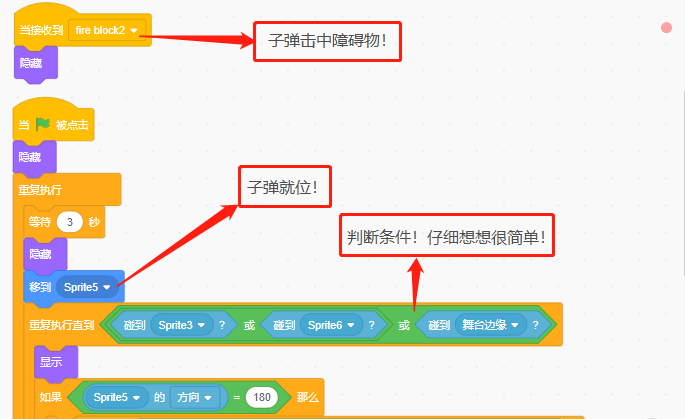 当接收到 fire block2
子弹击中障碍物！
隐藏
当 被点击
隐藏
重复执行
子弹就位！
等待 3 秒
判断条件！仔细想想很简单！
隐藏
移到 Sprite5
重复执行直到 碰到 Sprite3 ? 或 碰到 Sprite6 ? 或 碰到 舞台边缘 ?
显示
如果 Sprite5 的 方向 = 180 那么